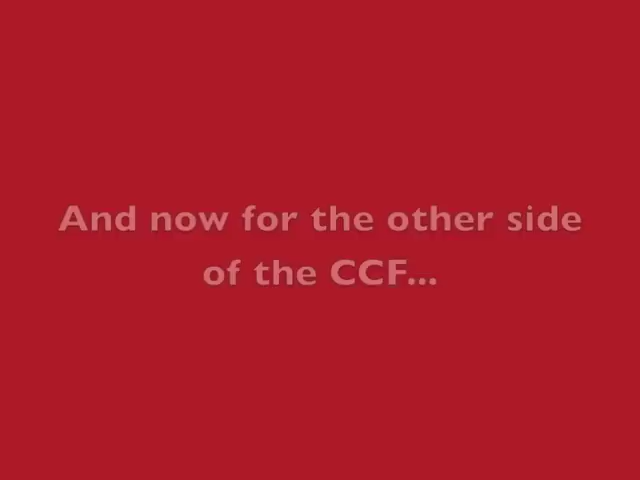 And now for the other side
of the CCF...